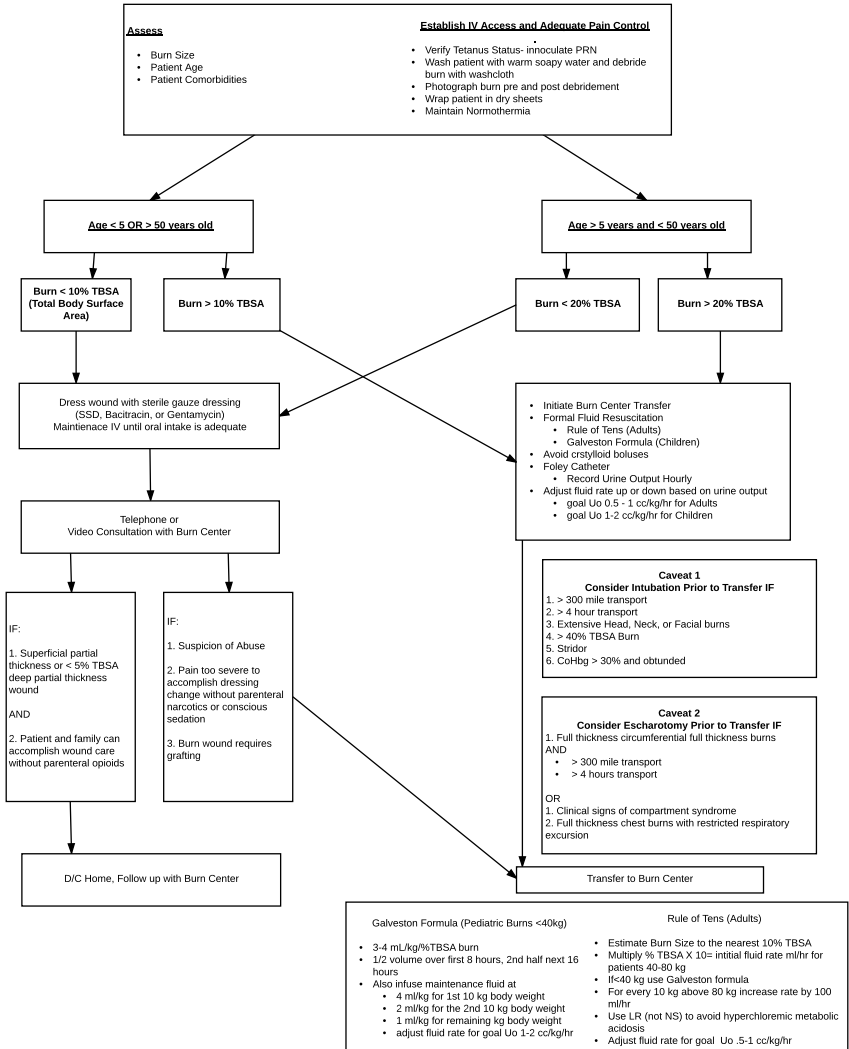 Assess
• Burn Size
• Patient Age
• Patient Comorbidities
Establish IV Access and Adequate Pain Control
.
• Verify Tetanus Status- innoculate PRN
• Wash patient with warm soapy water and debride
burn with washcloth
• Photograph burn pre and post debridement
• Wrap patient in dry sheets
• Maintain Normothermia
Age < 5 OR > 50 years old
Age > 5 years and < 50 years old
Burn < 10% TBSA
(Total Body Surface
Area)
Burn > 10% TBSA
Burn < 20% TBSA
Burn > 20% TBSA
Dress wound with sterile gauze dressing
(SSD, Bacitracin, or Gentamycin)
Maintienace IV until oral intake is adequate
• Initiate Burn Center Transfer
• Formal Fluid Resuscitation
• Rule of Tens (Adults)
• Galveston Formula (Children)
• Avoid crstylloid boluses
• Foley Catheter
• Record Urine Output Hourly
• Adjust fluid rate up or down based on urine output
• goal Uo 0.5 - 1 cc/kg/hr for Adults
• goal Uo 1-2 cc/kg/hr for Children
Telephone or
Video Consultation with Burn Center
IF:
1. Superficial partial
thickness or < 5% TBSA
deep partial thickness
wound
AND
2. Patient and family can
accomplish wound care
without parenteral opioids
IF:
1. Suspicion of Abuse
2. Pain too severe to
accomplish dressing
change without parenteral
narcotics or conscious
sedation
3. Burn wound requires
grafting
Caveat 1
Consider Intubation Prior to Transfer IF
1. > 300 mile transport
2. > 4 hour transport
3. Extensive Head, Neck, or Facial burns
4. > 40% TBSA Burn
5. Stridor
6. CoHbg > 30% and obtunded
Caveat 2
Consider Escharotomy Prior to Transfer IF
1. Full thickness circumferential full thickness burns
AND
• > 300 mile transport
• > 4 hours transport
OR
1. Clinical signs of compartment syndrome
2. Full thickness chest burns with restricted respiratory
excursion
D/C Home, Follow up with Burn Center
Transfer to Burn Center
Galveston Formula (Pediatric Burns <40kg)
• 3-4 mL/kg/%TBSA burn
• 1/2 volume over first 8 hours, 2nd half next 16
hours
• Also infuse maintenance fluid at
• 4 ml/kg for 1st 10 kg body weight
• 2 ml/kg for the 2nd 10 kg body weight
• 1 ml/kg for remaining kg body weight
• adjust fluid rate for goal Uo 1-2 cc/kg/hr
Rule of Tens (Adults)
• Estimate Burn Size to the nearest 10% TBSA
• Multiply % TBSA X 10= intitial fluid rate ml/hr for
patients 40-80 kg
• If<40 kg use Galveston formula
• For every 10 kg above 80 kg increase rate by 100
ml/hr
• Use LR (not NS) to avoid hyperchloremic metabolic
acidosis
• Adjust fluid rate for goal Uo .5-1 cc/kg/hr